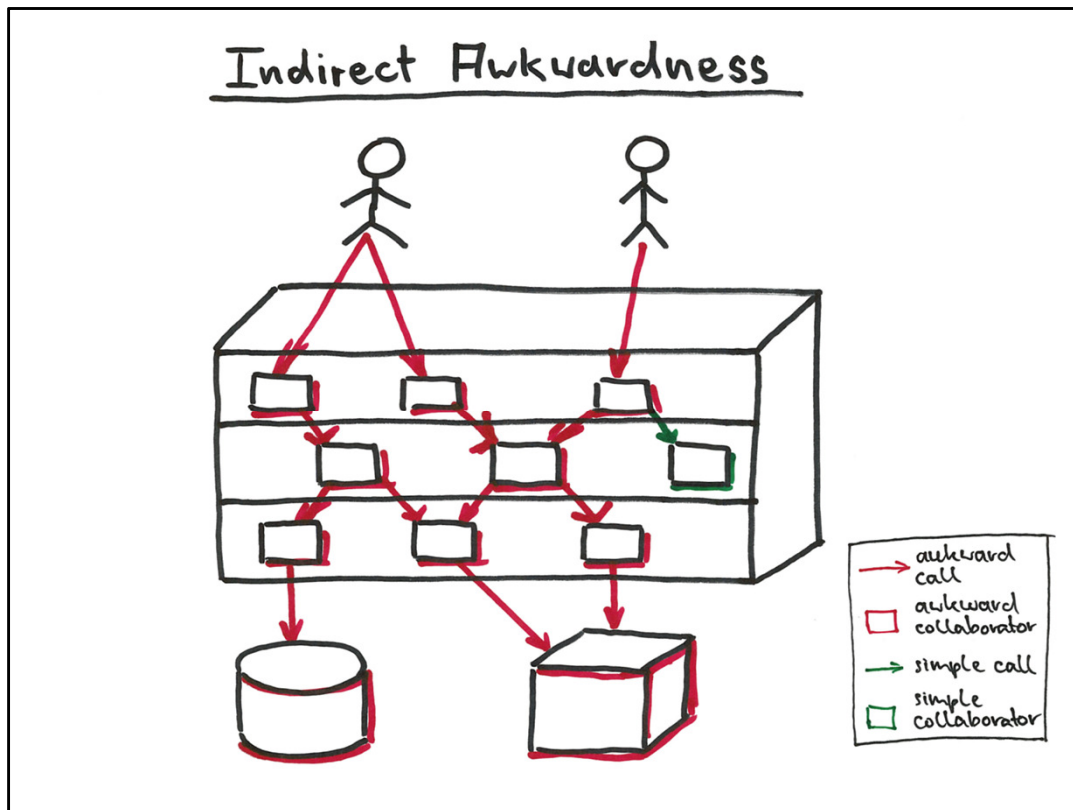 Indirect Awkwardness
awkward
call
awkward
collaborator
simple call
simple
collaborator